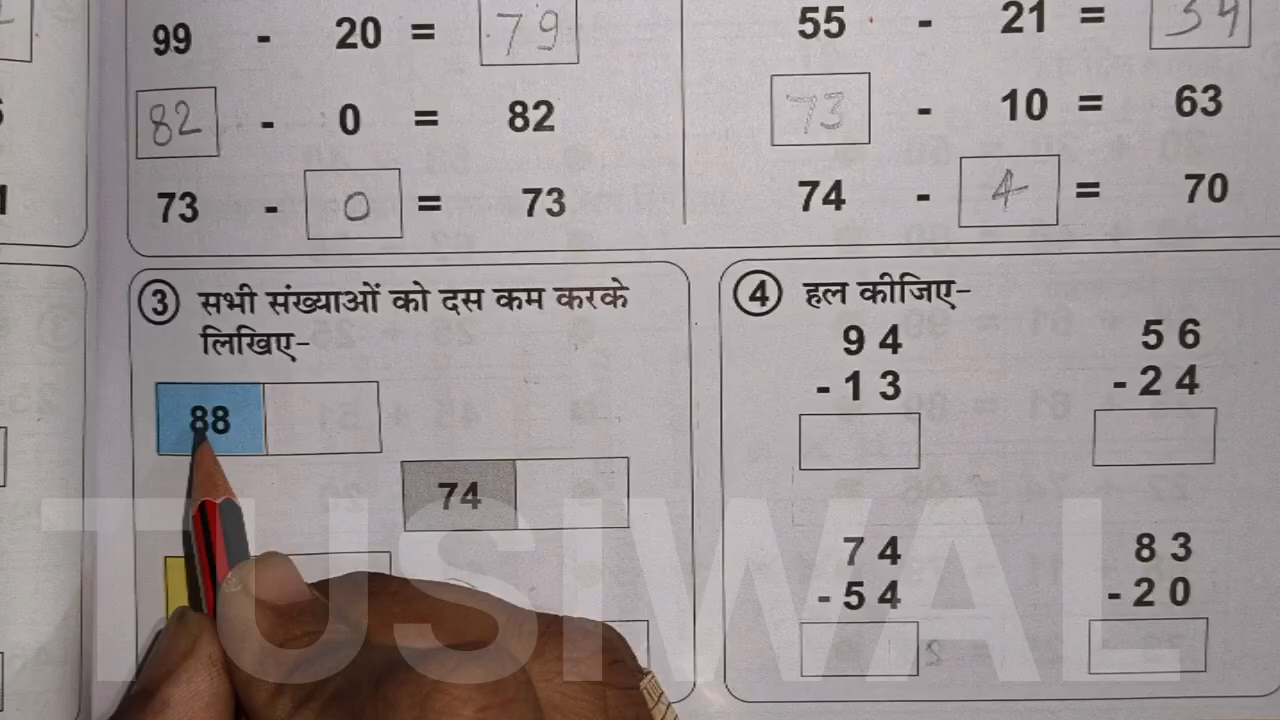 99 - 20 = 79
82 - 0 = 82
73 - 0 = 73
55 - 21 = 34
73 - 10 = 63
74 - 4 = 70
③ सभी संख्याओं को दस कम करके
लिखिए-
88
74
④ हल कीजिए-
94
-13
56
-24
74
-54
83
-20
TUSIWAL